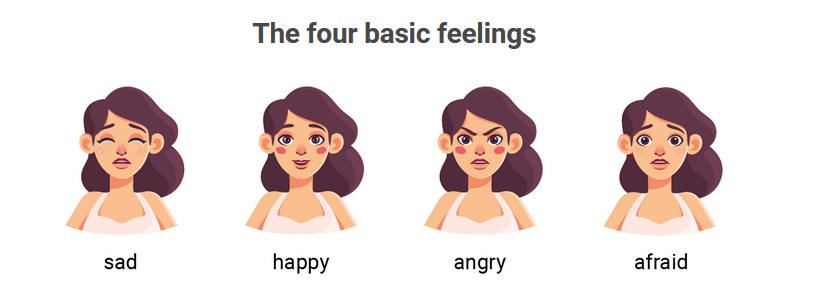 The four basic feelings
sad happy angry afraid